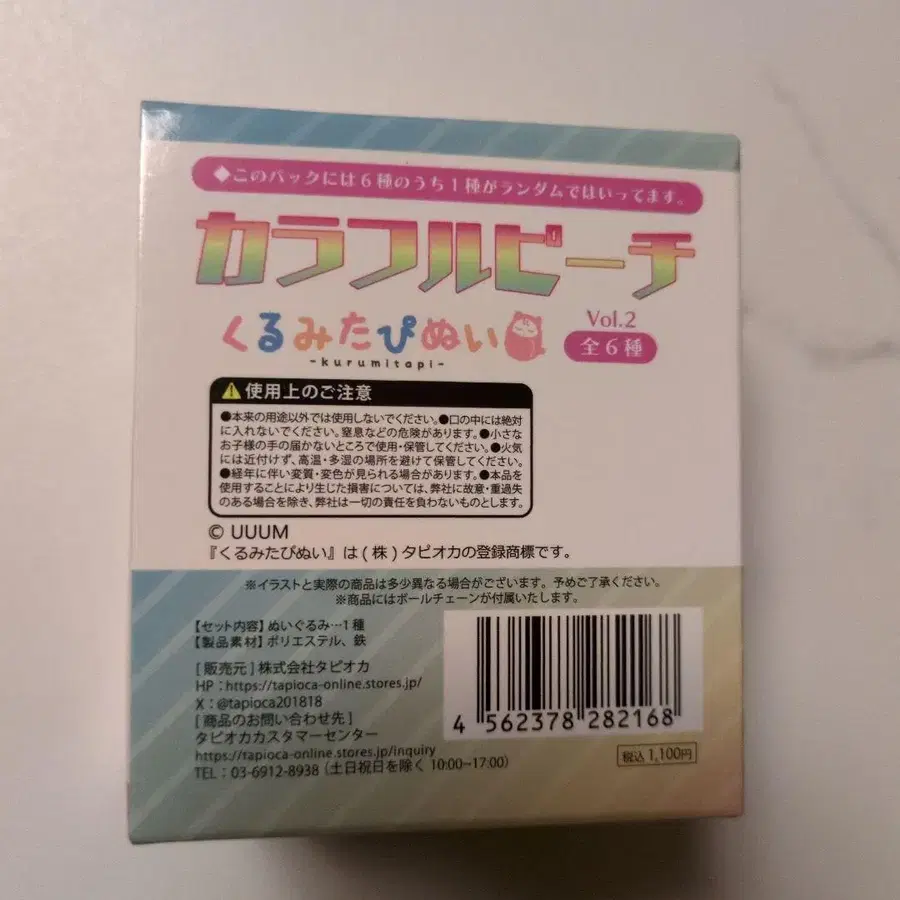 ◆このパックには6種のうち1種がランダムではいってます。
カラフルピーチ
くるみたぴぬい
-kurumitapi-
Vol.2
全6種
使用上のご注意
●本来の用途以外では使用しないでください。●口の中には絶対
に入れないでください。窒息などの危険があります。●小さな
お子様の手の届かないところで使用・保管してください。●火気
には近付けず、高温・多湿の場所を避けて保管してください。
●経年に伴い変質・変色が見られる場合があります。●本品を
使用することにより生じた損害については、弊社に故意・重過失
のある場合を除き、弊社は一切の責任を負わないものとします。
© UUUM
『くるみたぴぬい』は(株)タピオカの登録商標です。
※イラストと実際の商品は多少異なる場合がございます。予めご了承ください。
※商品にはボールチェーンが付属いたします。
【セット内容】ぬいぐるみ…1種
【製品素材】ポリエステル、鉄
[販売元]株式会社タピオカ
HP：https://tapioca-online.stores.jp/
X：@tapioca201818
[商品のお問い合わせ先]
タピオカカスタマーセンター
https://tapioca-online.stores.jp/inquiry
TEL：03-6912-8938（土日祝日を除く 10:00~17:00）
4 562378 282168
税込 1,100円